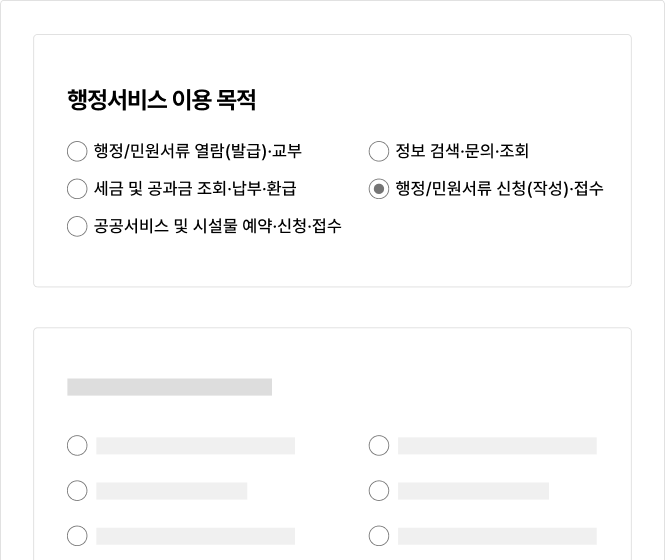 행정서비스 이용 목적
행정/민원서류 열람(발급)·교부
정보 검색·문의·조회
세금 및 공과금 조회·납부·환급
행정/민원서류 신청(작성)·접수
공공서비스 및 시설물 예약·신청·접수